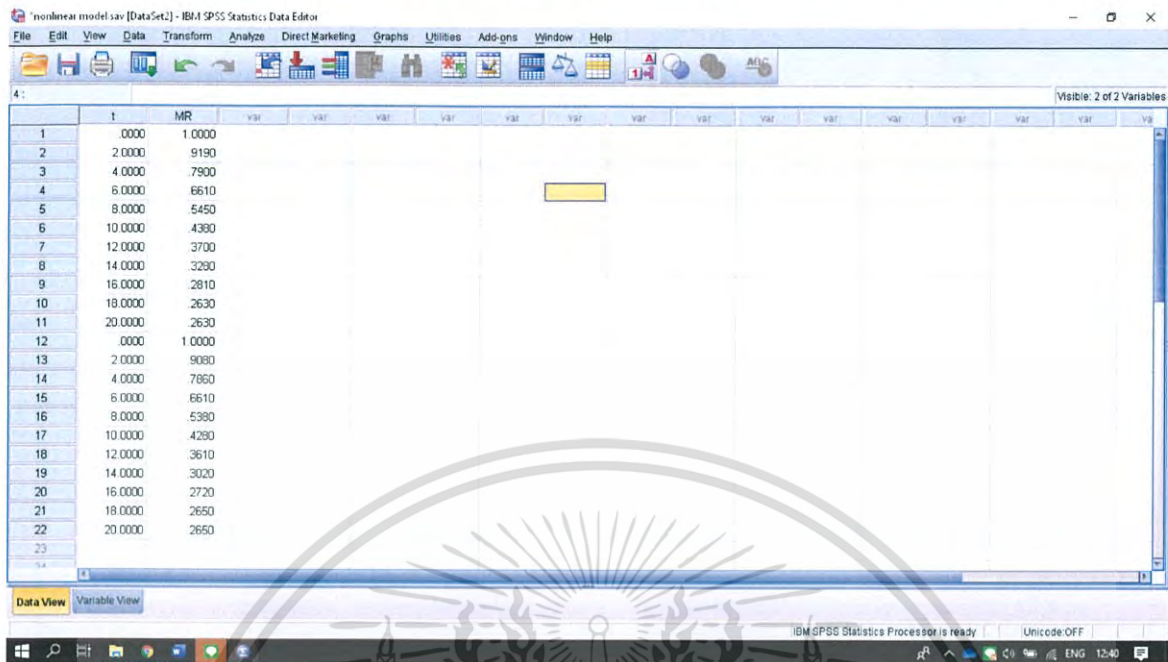 *nonlinear model.sav [DataSet2] - IBM SPSS Statistics Data Editor
File Edit View Data Transform Analyze Direct Marketing Graphs Utilities Add-ons Window Help
4 :
Visible: 2 of 2 Variables
t MR var var var var var var var var var var var var var va
1 .0000 1.0000
2 2.0000 .9190
3 4.0000 .7900
4 6.0000 .6610
5 8.0000 .5450
6 10.0000 .4380
7 12.0000 .3700
8 14.0000 .3280
9 16.0000 .2810
10 18.0000 .2630
11 20.0000 .2630
12 .0000 1.0000
13 2.0000 .9080
14 4.0000 .7860
15 6.0000 .6610
16 8.0000 .5380
17 10.0000 .4280
18 12.0000 .3610
19 14.0000 .3020
20 16.0000 .2720
21 18.0000 .2650
22 20.0000 .2650
23
Data View Variable View
IBM SPSS Statistics Processor is ready Unicode:OFF
ENG 12:40